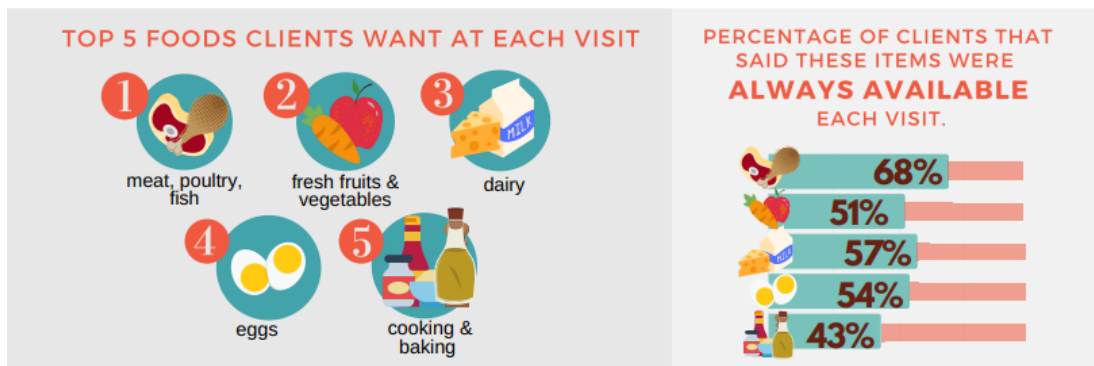 TOP 5 FOODS CLIENTS WANT AT EACH VISIT
1
meat, poultry,
fish
2
fresh fruits &
vegetables
3
MILK
dairy
4
eggs
5
cooking &
baking
PERCENTAGE OF CLIENTS THAT
SAID THESE ITEMS WERE
ALWAYS AVAILABLE
EACH VISIT.
68%
51%
MILK
57%
54%
43%